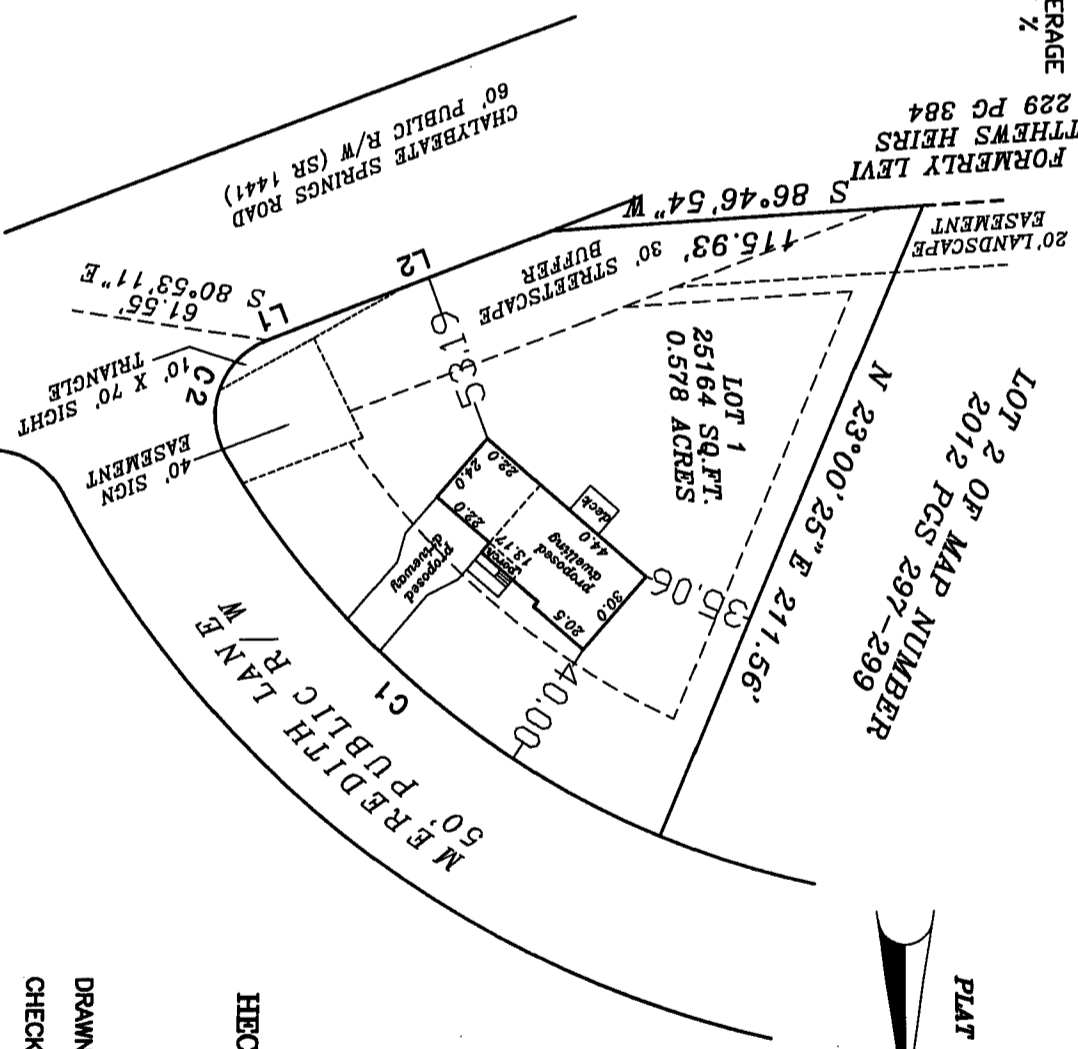 ERAGE
%
FORMERLY LEVI
TTHEWS HEIRS
229 PG 384
CHALYBEATE SPRINGS ROAD
60' PUBLIC R/W (SR 1441)
S 86°46'54" W
115.93'
20' LANDSCAPE
EASEMENT
30' STREETSCAPE
BUFFER
L2
L1
S 80°53'11"E
61.55'
10' X 70' SIGHT
TRIANGLE
C2
40' SIGN
EASEMENT
53.16
LOT 1
25164 SQ.FT.
0.578 ACRES
N 23°00'25" E 211.56'
LOT 2 OF MAP NUMBER
2012 PGS 297-299
22.0
24.0
22.0
deck
44.0
proposed
dwelling
13.17
porch
proposed
driveway
20.5
30.0
35.06
40.00
C1
MEREDITH LANE
50' PUBLIC R/W
PLAT
HEC
DRAWN
CHECK